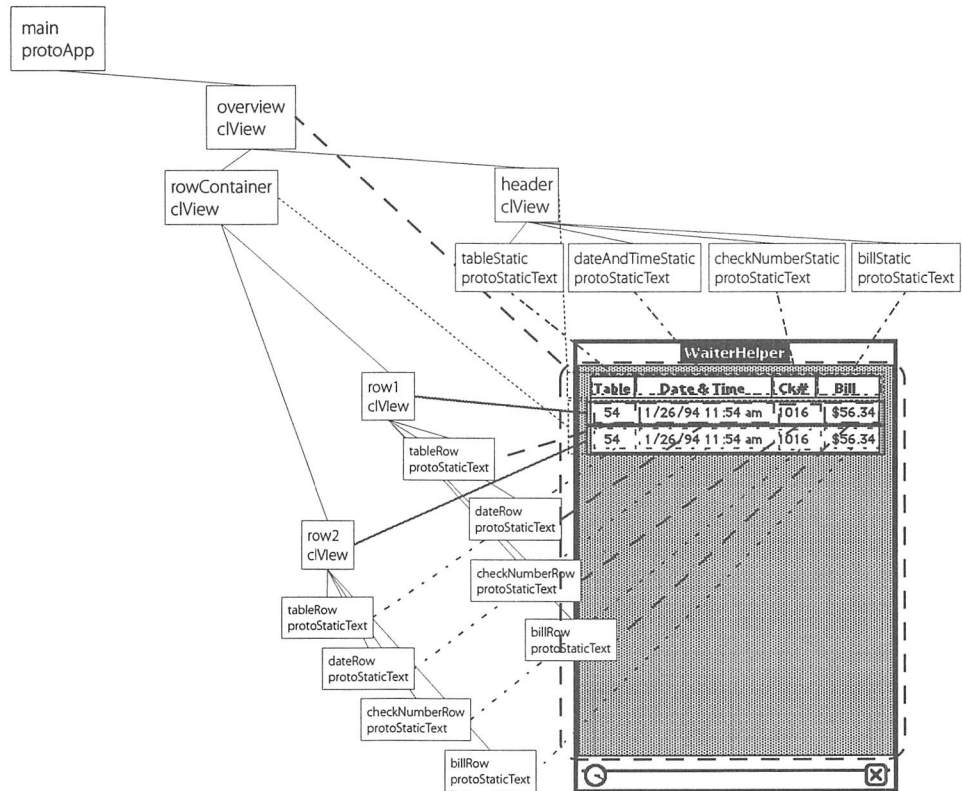 main
protoApp
overview
clView
rowContainer
clView
header
clView
tableStatic
protoStaticText
dateAndTimeStatic
protoStaticText
checkNumberStatic
protoStaticText
billStatic
protoStaticText
WaiterHelper
Table Date & Time Ck# Bill
54 1/26/94 11:54 am 1016 $56.34
54 1/26/94 11:54 am 1016 $56.34
row1
clView
tableRow
protoStaticText
dateRow
protoStaticText
checkNumberRow
protoStaticText
billRow
protoStaticText
row2
clView
tableRow
protoStaticText
dateRow
protoStaticText
checkNumberRow
protoStaticText
billRow
protoStaticText